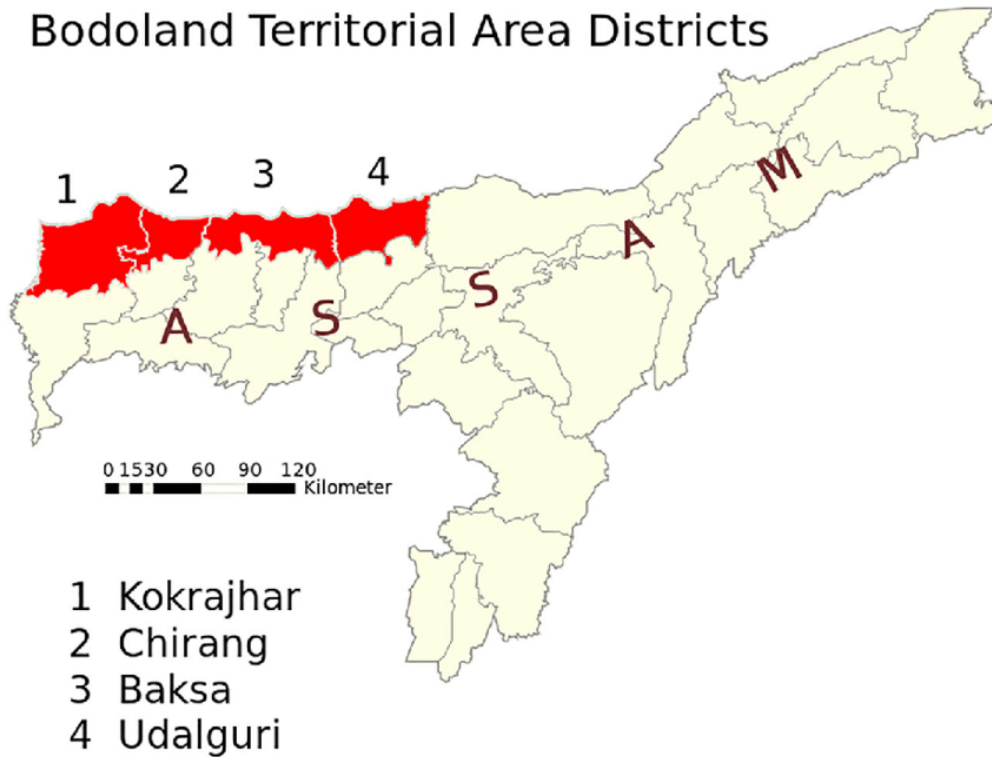 Bodoland Territorial Area Districts
1 2 3 4
A S S A M
0 15 30 60 90 120
Kilometer
1 Kokrajhar
2 Chirang
3 Baksa
4 Udalguri